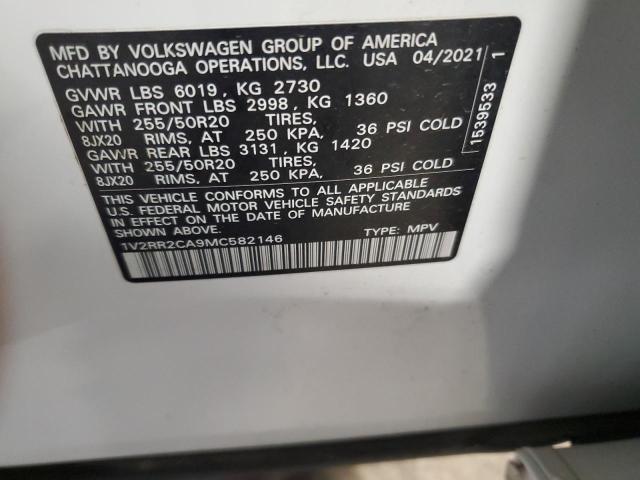 MFD BY VOLKSWAGEN GROUP OF AMERICA
CHATTANOOGA OPERATIONS, LLC. USA 04/2021
GVWR LBS 6019, KG 2730
GAWR FRONT LBS 2998, KG 1360
WITH 255/50R20 TIRES,
8JX20 RIMS, AT 250 KPA, 36 PSI COLD
GAWR REAR LBS 3131, KG 1420
WITH 255/50R20 TIRES,
8JX20 RIMS, AT 250 KPA, 36 PSI COLD
THIS VEHICLE CONFORMS TO ALL APPLICABLE
U.S. FEDERAL MOTOR VEHICLE SAFETY STANDARDS
IN EFFECT ON THE DATE OF MANUFACTURE
SHOWN ABOVE.
1V2RR2CA9MC582146 TYPE: MPV
1539533 1